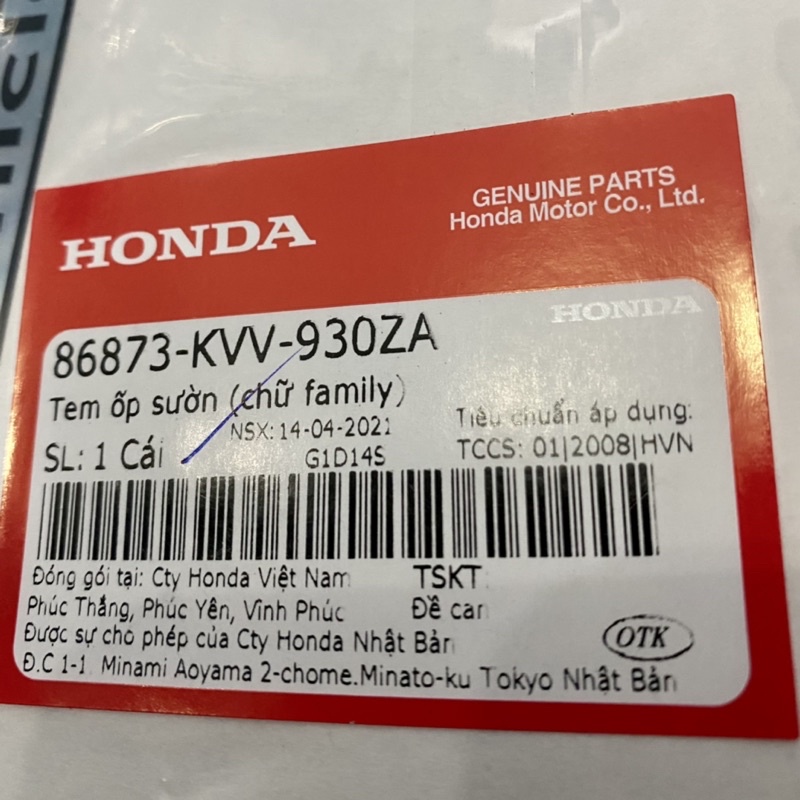 GENUINE PARTS
Honda Motor Co., Ltd.
HONDA
HONDA
86873-KVV-930ZA
Tem ốp sườn (chữ family)
NSX: 14-04-2021
Tiêu chuẩn áp dụng:
SL: 1 Cái
G1D14S
TCCS: 01|2008|HVN
Đóng gói tại: Cty Honda Việt Nam
TSKT
Phúc Thắng, Phúc Yên, Vĩnh Phúc
Đề can
Được sự cho phép của Cty Honda Nhật Bản
OTK
Đ.C 1-1 Minami Aoyama 2-chome.Minato-ku Tokyo Nhật Bản